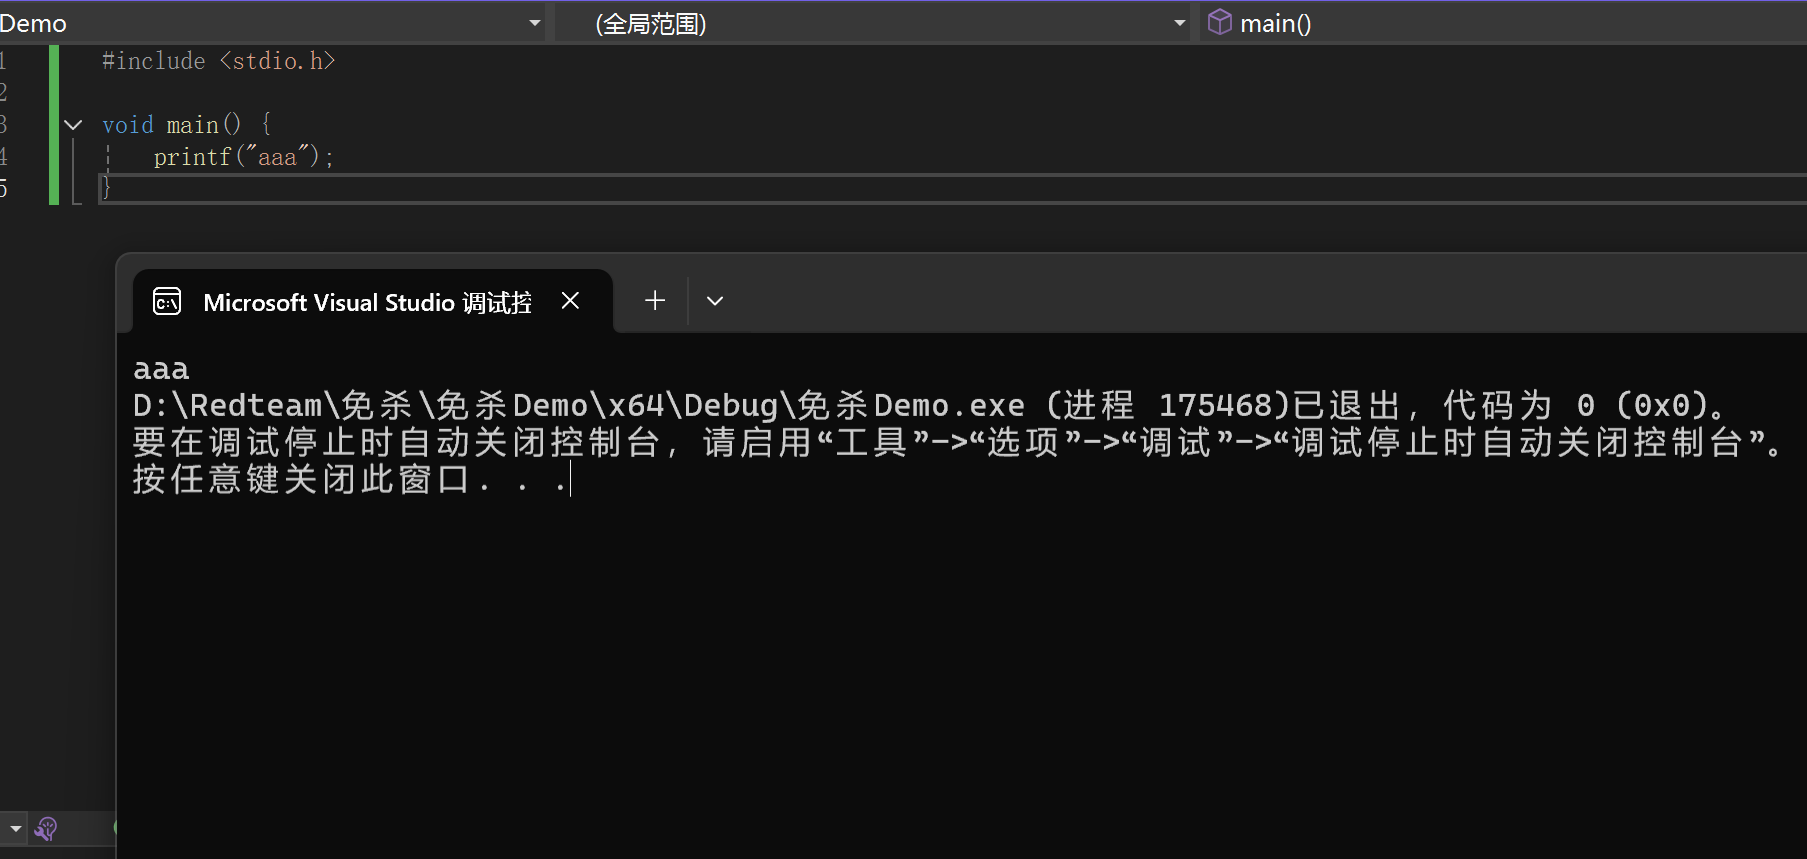 Demo
(全局范围)
main()
1 #include <stdio.h>
2
3 void main() {
4 printf("aaa");
5 }
Microsoft Visual Studio 调试控
aaa
D:\Redteam\免杀\免杀Demo\x64\Debug\免杀Demo.exe (进程 175468)已退出，代码为 0 (0x0)。
要在调试停止时自动关闭控制台，请启用“工具”->“选项”->“调试”->“调试停止时自动关闭控制台”。
按任意键关闭此窗口. . .